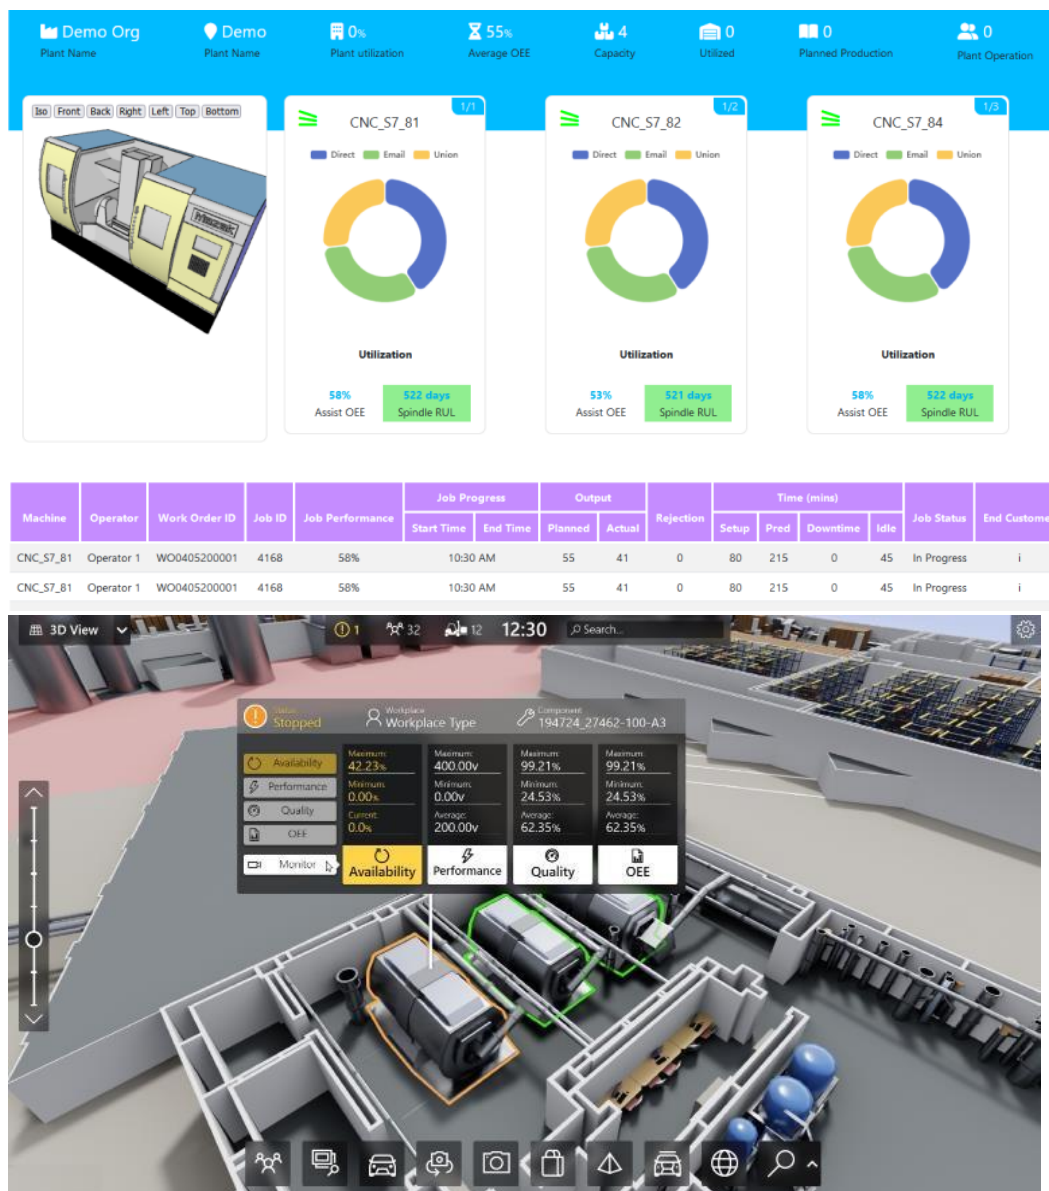 Demo Org
Plant Name
Demo
Plant Name
0%
Plant utilization
55%
Average OEE
4
Capacity
0
Utilized
0
Planned Production
0
Plant Operation
Iso Front Back Right Left Top Bottom
Mazak
1/1
CNC_S7_81
Direct Email Union
Utilization
58%
Assist OEE
522 days
Spindle RUL
1/2
CNC_S7_82
Direct Email Union
Utilization
53%
Assist OEE
521 days
Spindle RUL
1/3
CNC_S7_84
Direct Email Union
Utilization
58%
Assist OEE
522 days
Spindle RUL
Job Progress Output Time (mins)
Machine Operator Work Order ID Job ID Job Performance Rejection Job Status End Custome
Start Time End Time Planned Actual Setup Pred Downtime Idle
CNC_S7_81 Operator 1 WO0405200001 4168 58% 10:30 AM 55 41 0 80 215 0 45 In Progress i
CNC_S7_81 Operator 1 WO0405200001 4168 58% 10:30 AM 55 41 0 80 215 0 45 In Progress i
3D View 1 32 12 12:30 Search...
Status
Stopped
Workplace
Workplace Type
Component
194724_27462-100-A3
Availability
Performance
Quality
OEE
Monitor
Maximum:
42.23%
Minimum:
0.00%
Current:
0.0%
Availability
Maximum:
400.00v
Minimum:
0.00v
Average:
200.00v
Performance
Maximum:
99.21%
Minimum:
24.53%
Average:
62.35%
Quality
Maximum:
99.21%
Minimum:
24.53%
Average:
62.35%
OEE